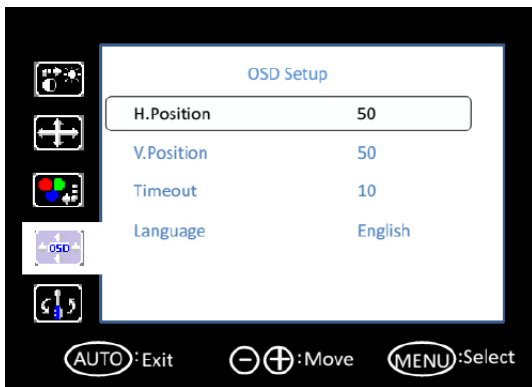 OSD Setup
H.Position 50
V.Position 50
Timeout 10
Language English
OSD
AUTO:Exit -+:Move MENU:Select